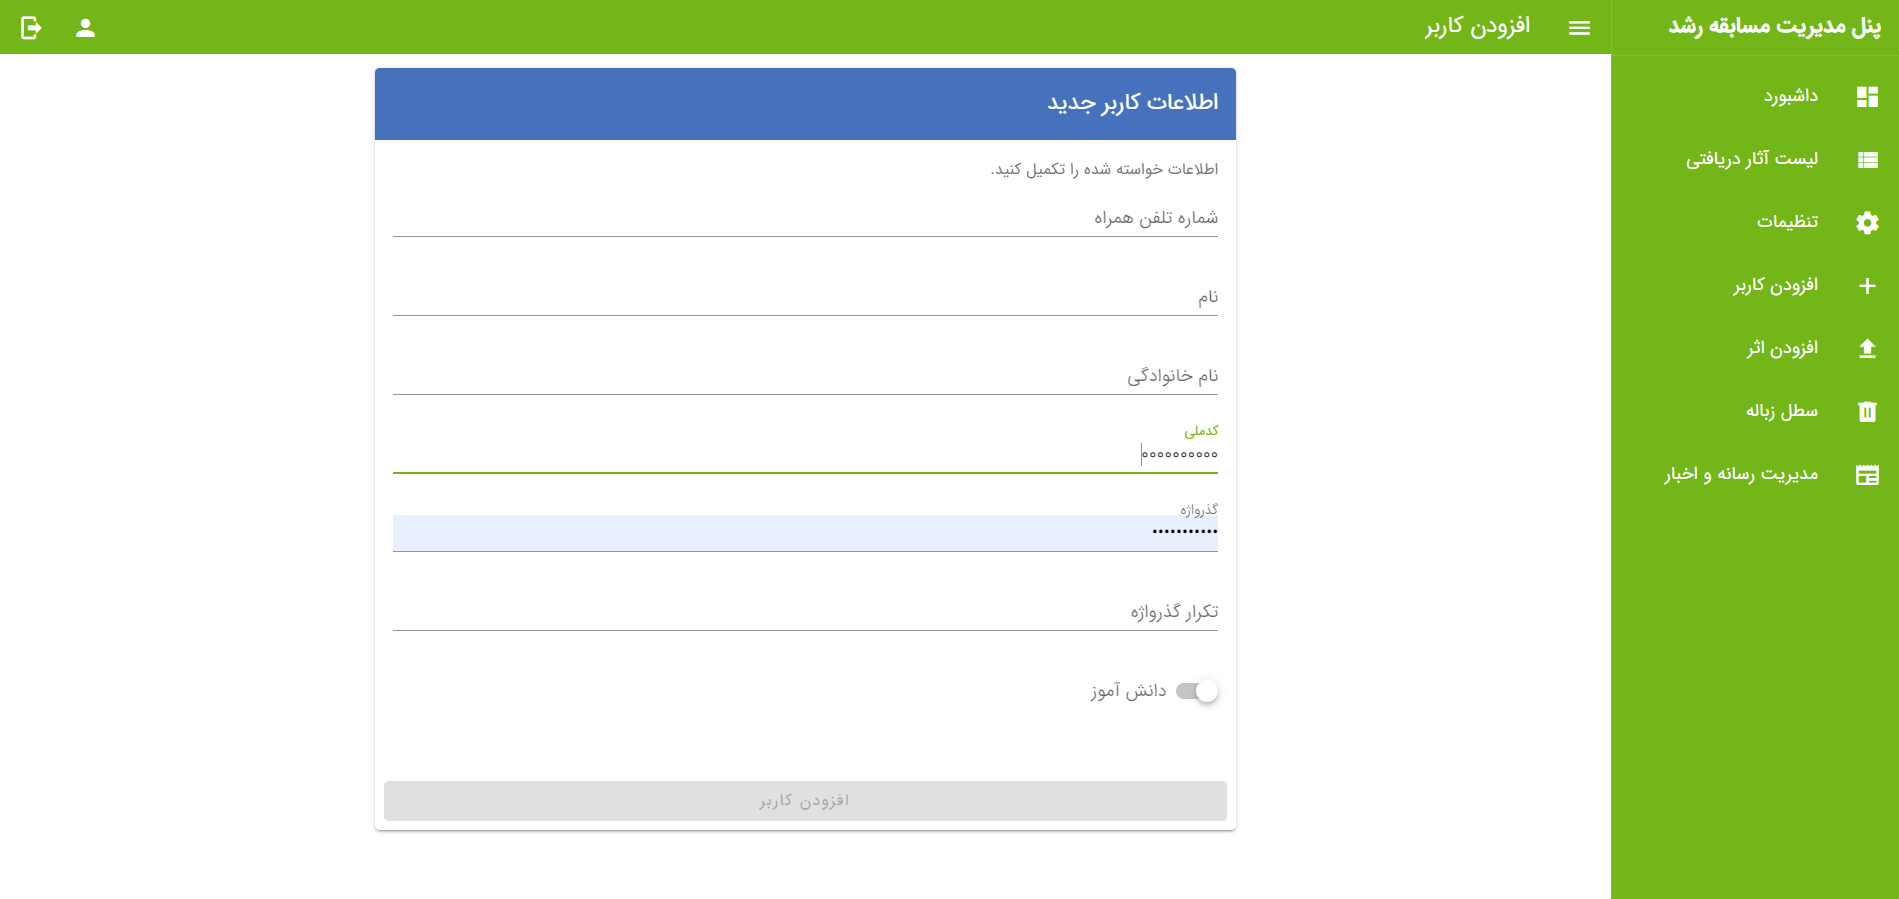 پنل مدیریت مسابقه رشد
داشبورد
لیست آثار دریافتی
تنظیمات
افزودن کاربر
افزودن اثر
سطل زباله
مدیریت رسانه و اخبار
افزودن کاربر
اطلاعات کاربر جدید
اطلاعات خواسته شده را تکمیل کنید.
شماره تلفن همراه
نام
نام خانوادگی
کدملی
۰۰۰۰۰۰۰۰۰۰
گذرواژه
•••••••••••
تکرار گذرواژه
دانش آموز
افزودن کاربر